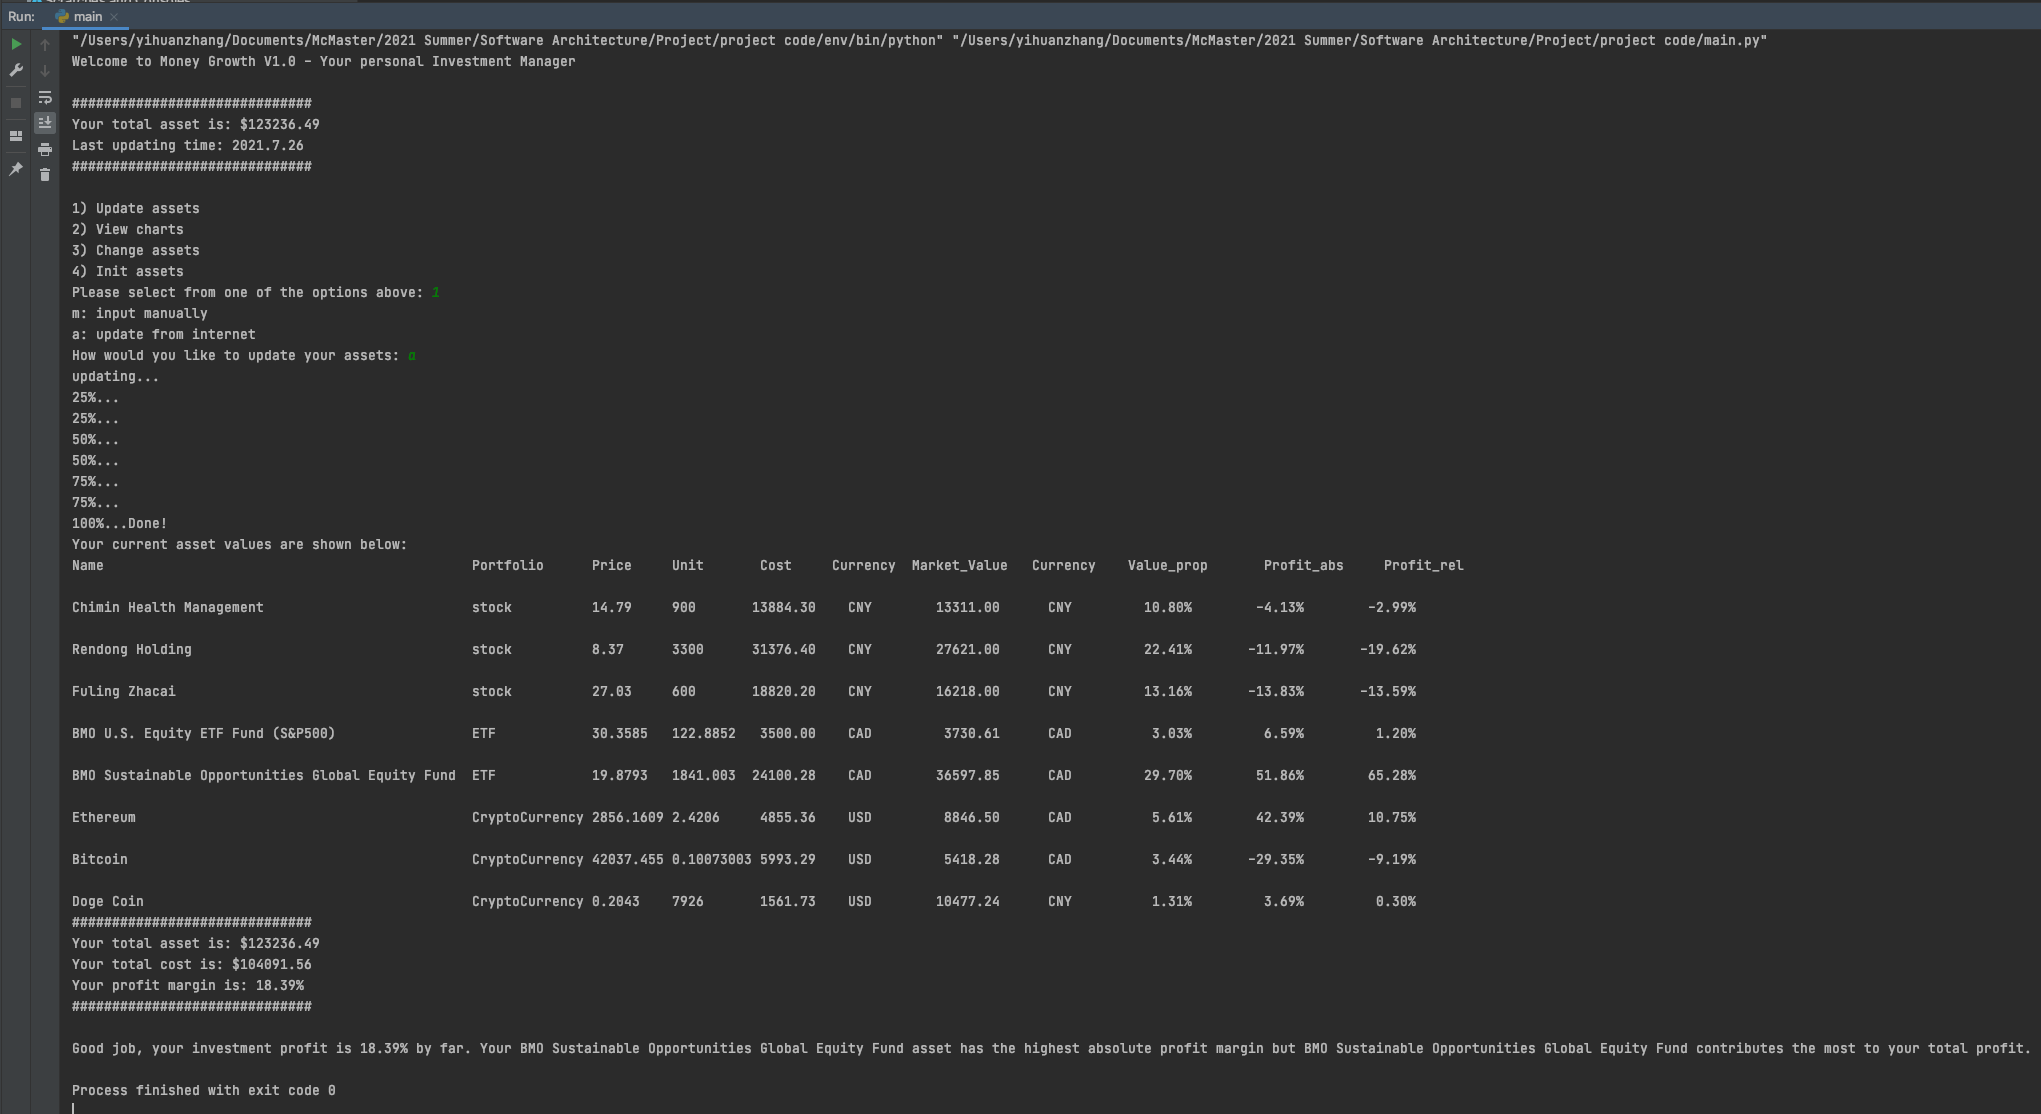 Run: main
"/Users/yihuanzhang/Documents/McMaster/2021 Summer/Software Architecture/Project/project code/env/bin/python" "/Users/yihuanzhang/Documents/McMaster/2021 Summer/Software Architecture/Project/project code/main.py"
Welcome to Money Growth V1.0 - Your personal Investment Manager
##############################
Your total asset is: $123236.49
Last updating time: 2021.7.26
##############################
1) Update assets
2) View charts
3) Change assets
4) Init assets
Please select from one of the options above: 1
m: input manually
a: update from internet
How would you like to update your assets: a
updating...
25%...
25%...
50%...
50%...
75%...
75%...
100%...Done!
Your current asset values are shown below:
Name Portfolio Price Unit Cost Currency Market_Value Currency Value_prop Profit_abs Profit_rel
Chimin Health Management stock 14.79 900 13884.30 CNY 13311.00 CNY 10.80% -4.13% -2.99%
Rendong Holding stock 8.37 3300 31376.40 CNY 27621.00 CNY 22.41% -11.97% -19.62%
Fuling Zhacai stock 27.03 600 18820.20 CNY 16218.00 CNY 13.16% -13.83% -13.59%
BMO U.S. Equity ETF Fund (S&P500) ETF 30.3585 122.8852 3500.00 CAD 3730.61 CAD 3.03% 6.59% 1.20%
BMO Sustainable Opportunities Global Equity Fund ETF 19.8793 1841.003 24100.28 CAD 36597.85 CAD 29.70% 51.86% 65.28%
Ethereum CryptoCurrency 2856.1609 2.4206 4855.36 USD 8846.50 CAD 5.61% 42.39% 10.75%
Bitcoin CryptoCurrency 42037.455 0.10073003 5993.29 USD 5418.28 CAD 3.44% -29.35% -9.19%
Doge Coin CryptoCurrency 0.2043 7926 1561.73 USD 10477.24 CNY 1.31% 3.69% 0.30%
##############################
Your total asset is: $123236.49
Your total cost is: $104091.56
Your profit margin is: 18.39%
##############################
Good job, your investment profit is 18.39% by far. Your BMO Sustainable Opportunities Global Equity Fund asset has the highest absolute profit margin but BMO Sustainable Opportunities Global Equity Fund contributes the most to your total profit.
Process finished with exit code 0